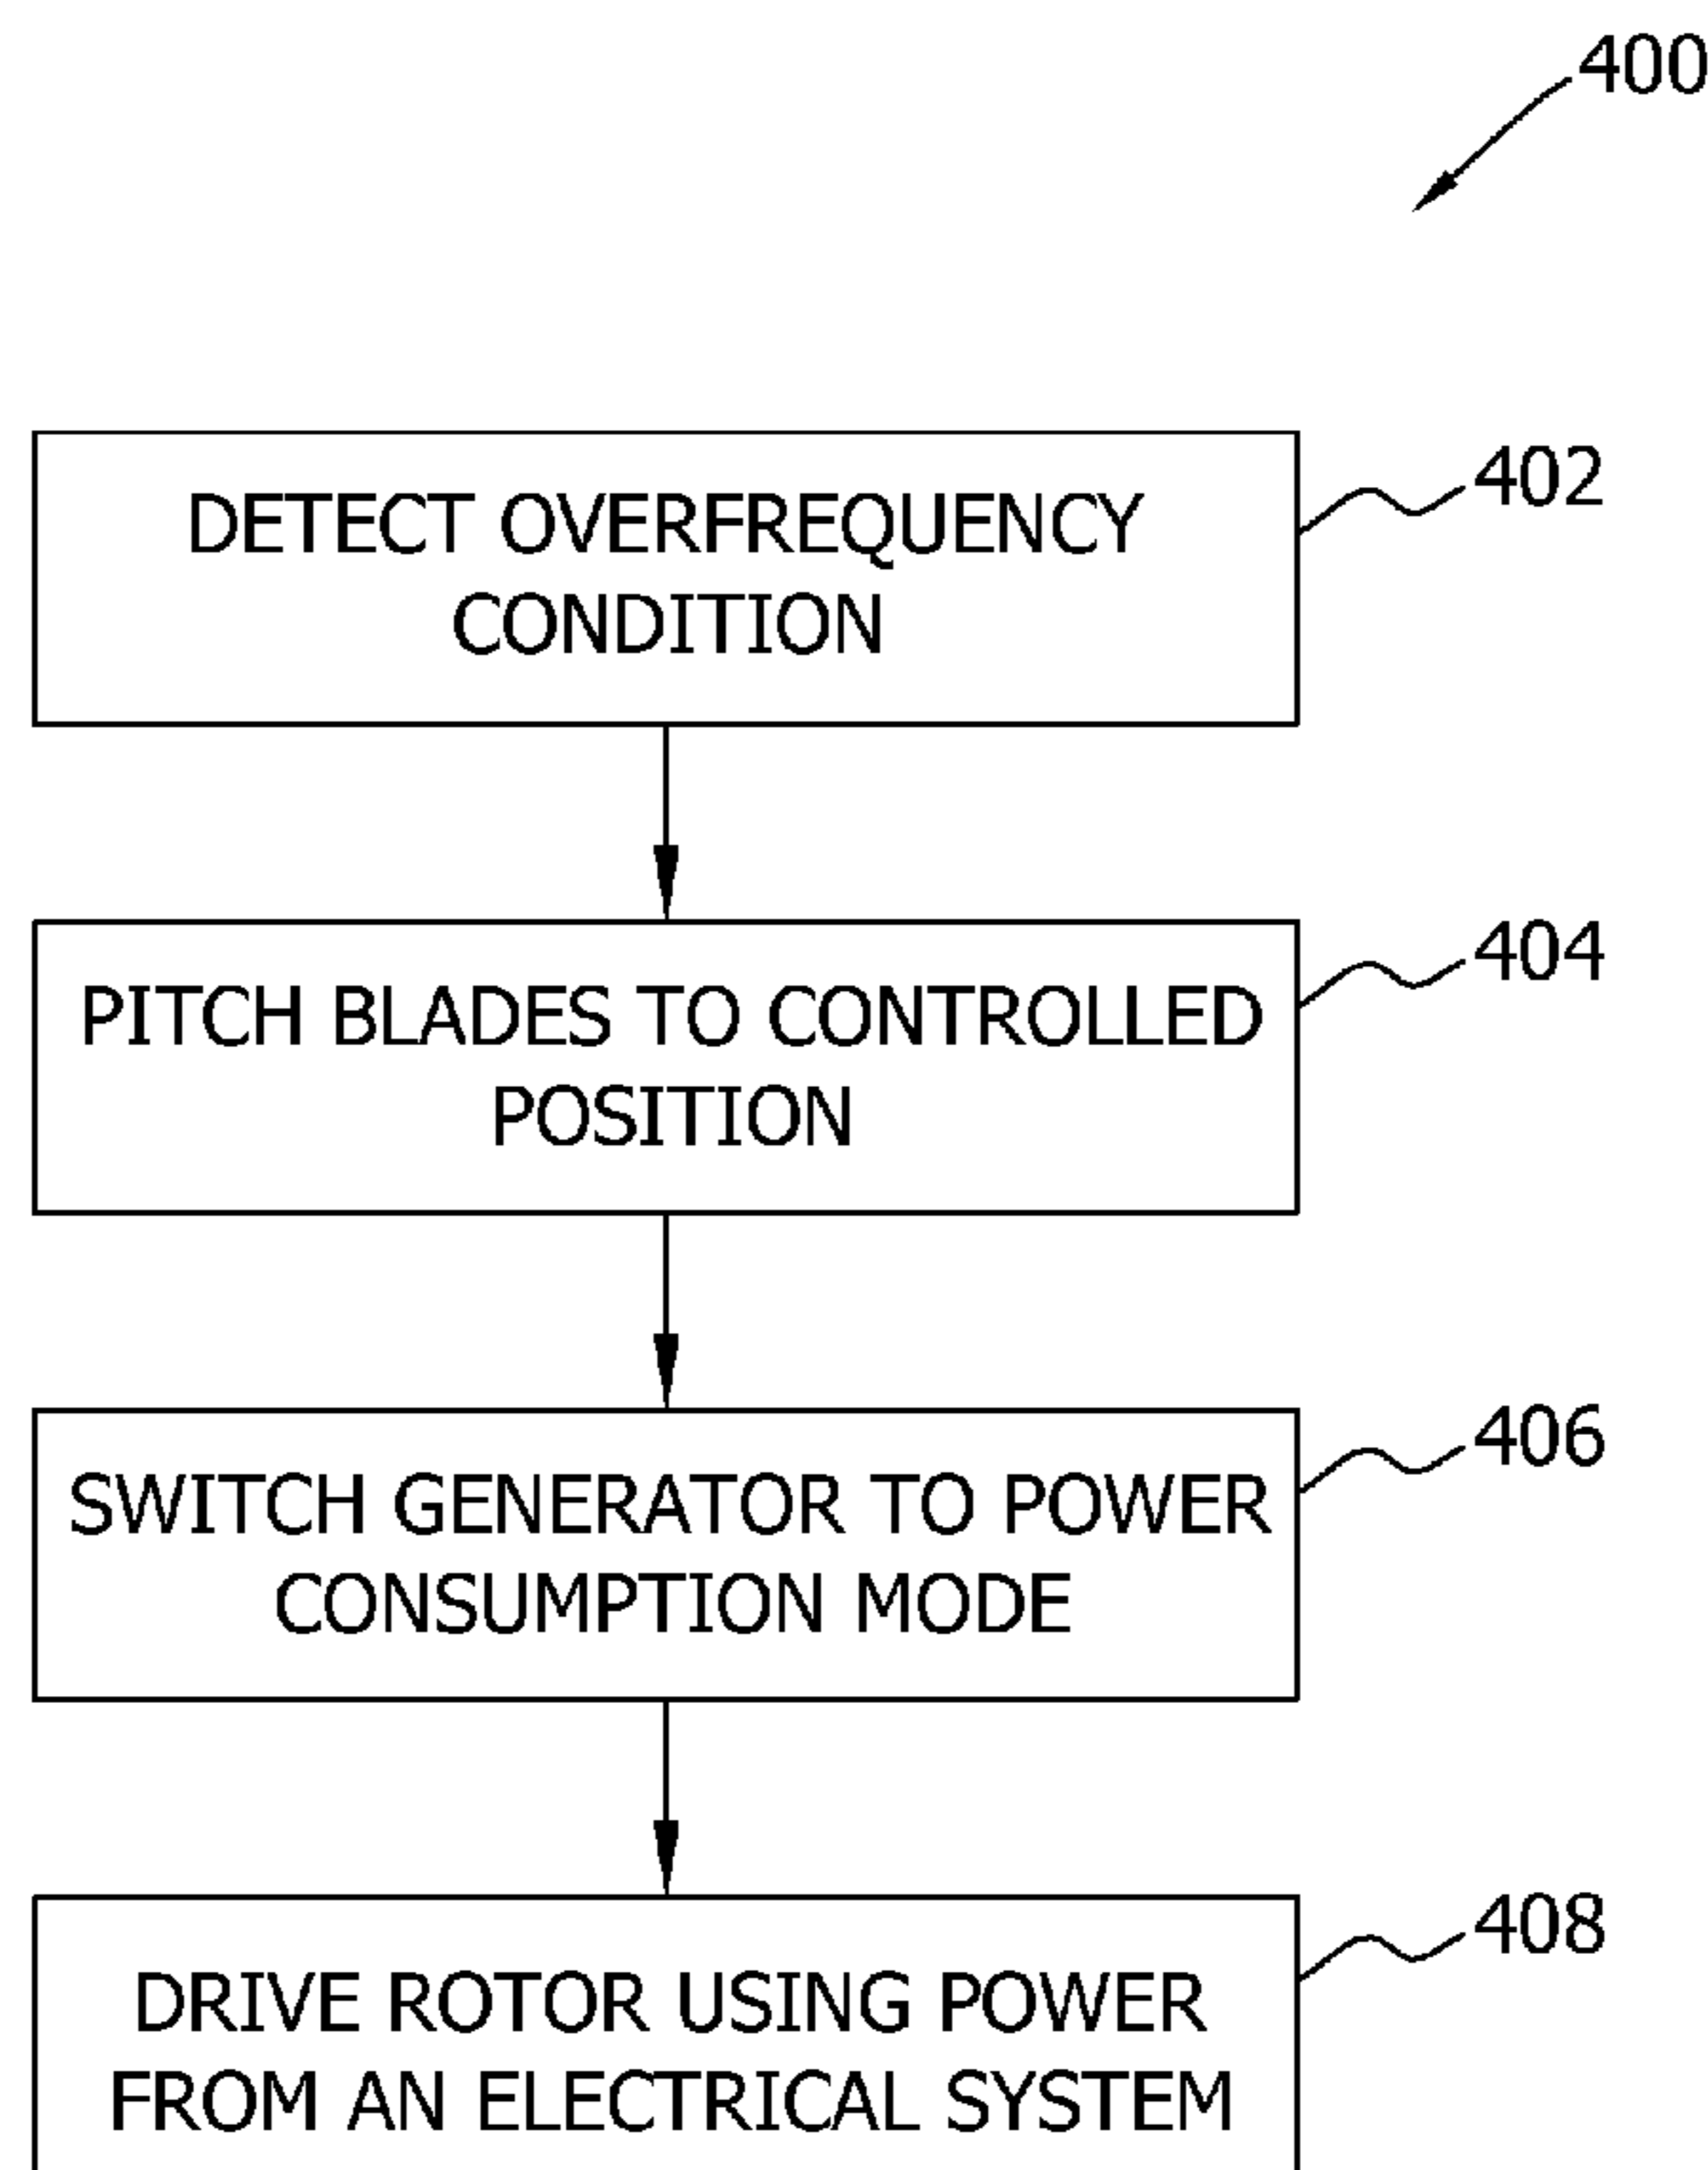 400
DETECT OVERFREQUENCY
CONDITION
402
PITCH BLADES TO CONTROLLED
POSITION
404
SWITCH GENERATOR TO POWER
CONSUMPTION MODE
406
DRIVE ROTOR USING POWER
FROM AN ELECTRICAL SYSTEM
408